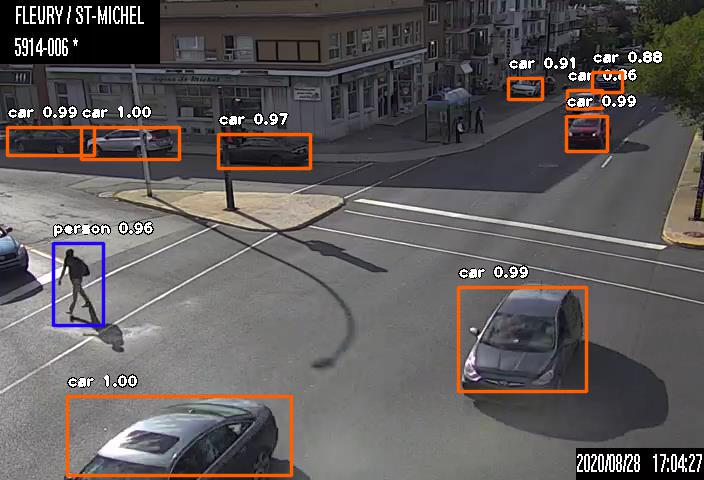 FLEURY / ST-MICHEL
5914-006 *
car 0.91
car 0.88
car 0.86
car 0.99
car 0.99
car 1.00
car 0.97
person 0.96
car 0.99
car 1.00
2020/08/28 17:04:27